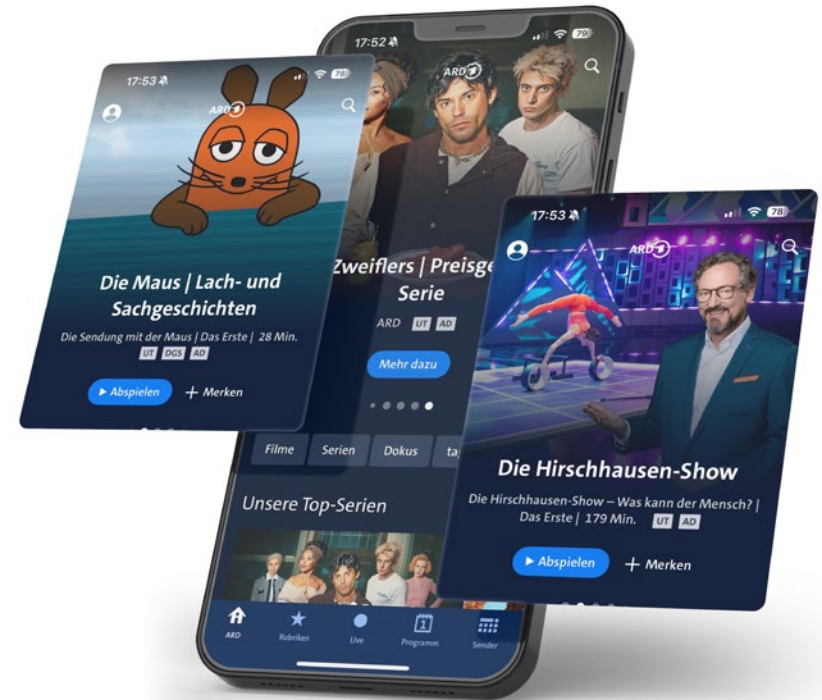 17:53
78
ARD
Die Maus | Lach- und
Sachgeschichten
Die Sendung mit der Maus | Das Erste | 28 Min.
UT DGS AD
Abspielen
Merken
17:52
79
ARD
Zweiflers | Preisge
Serie
ARD UT AD
Mehr dazu
Filme
Serien
Dokus
ta
Unsere Top-Serien
ARD
Rubriken
Live
1
Programm
Sender
17:53
78
ARD
Die Hirschhausen-Show
Die Hirschhausen-Show – Was kann der Mensch? |
Das Erste | 179 Min. UT AD
Abspielen
Merken